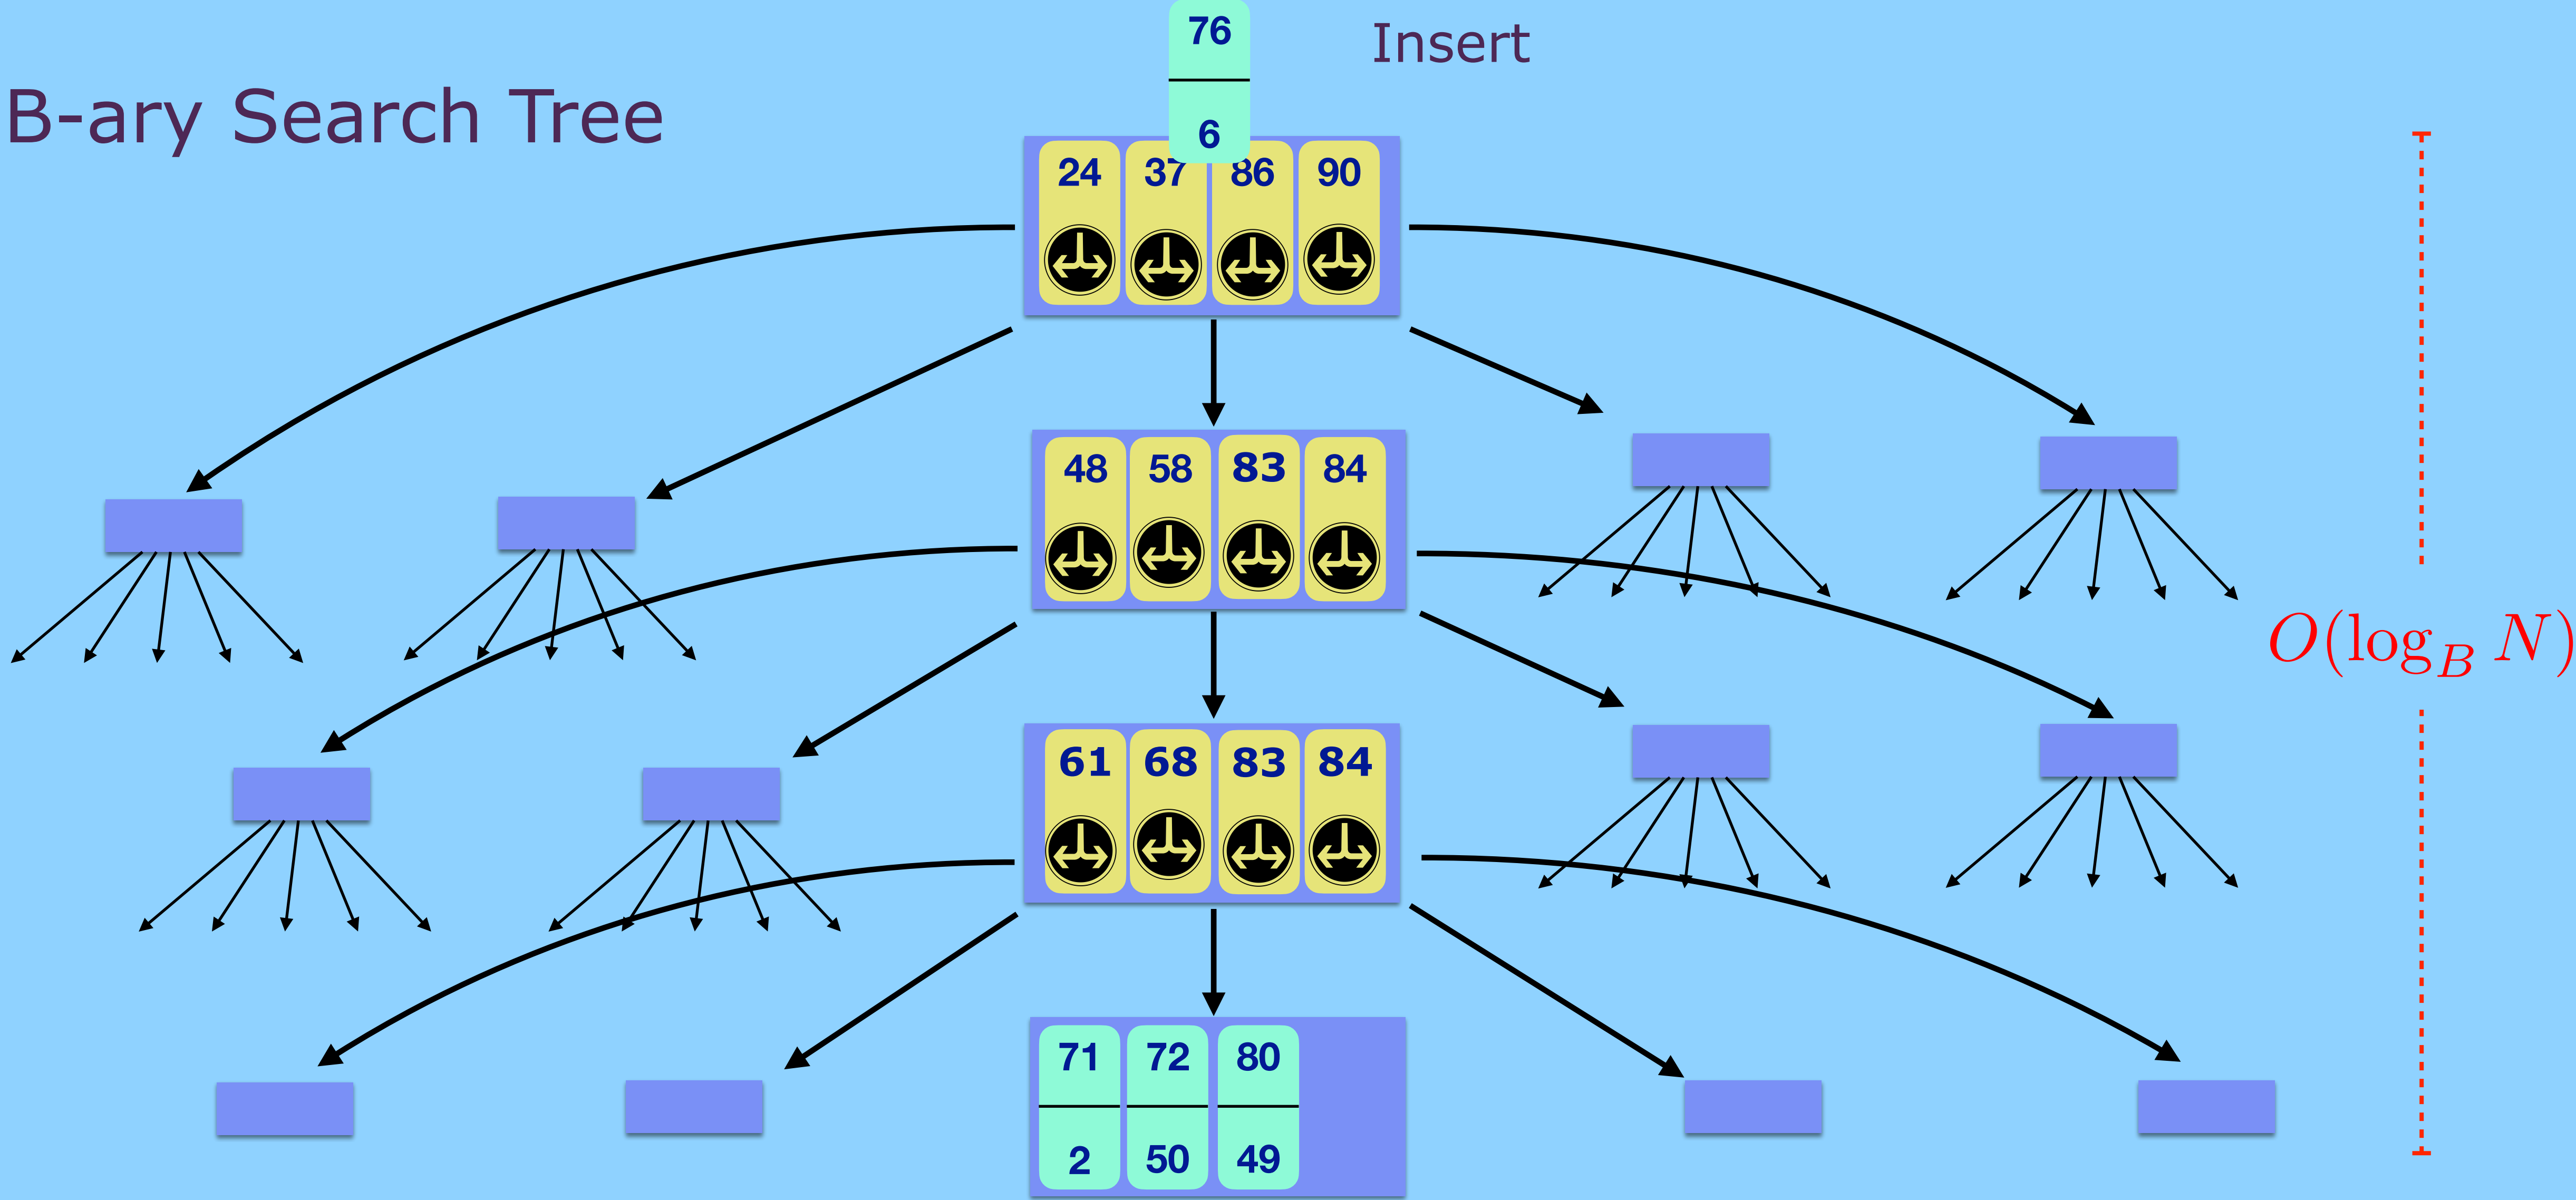 76
Insert
B-ary Search Tree
6
24 37 86 90
48 58 83 84
O(log_B N)
61 68 83 84
71 72 80
2 50 49